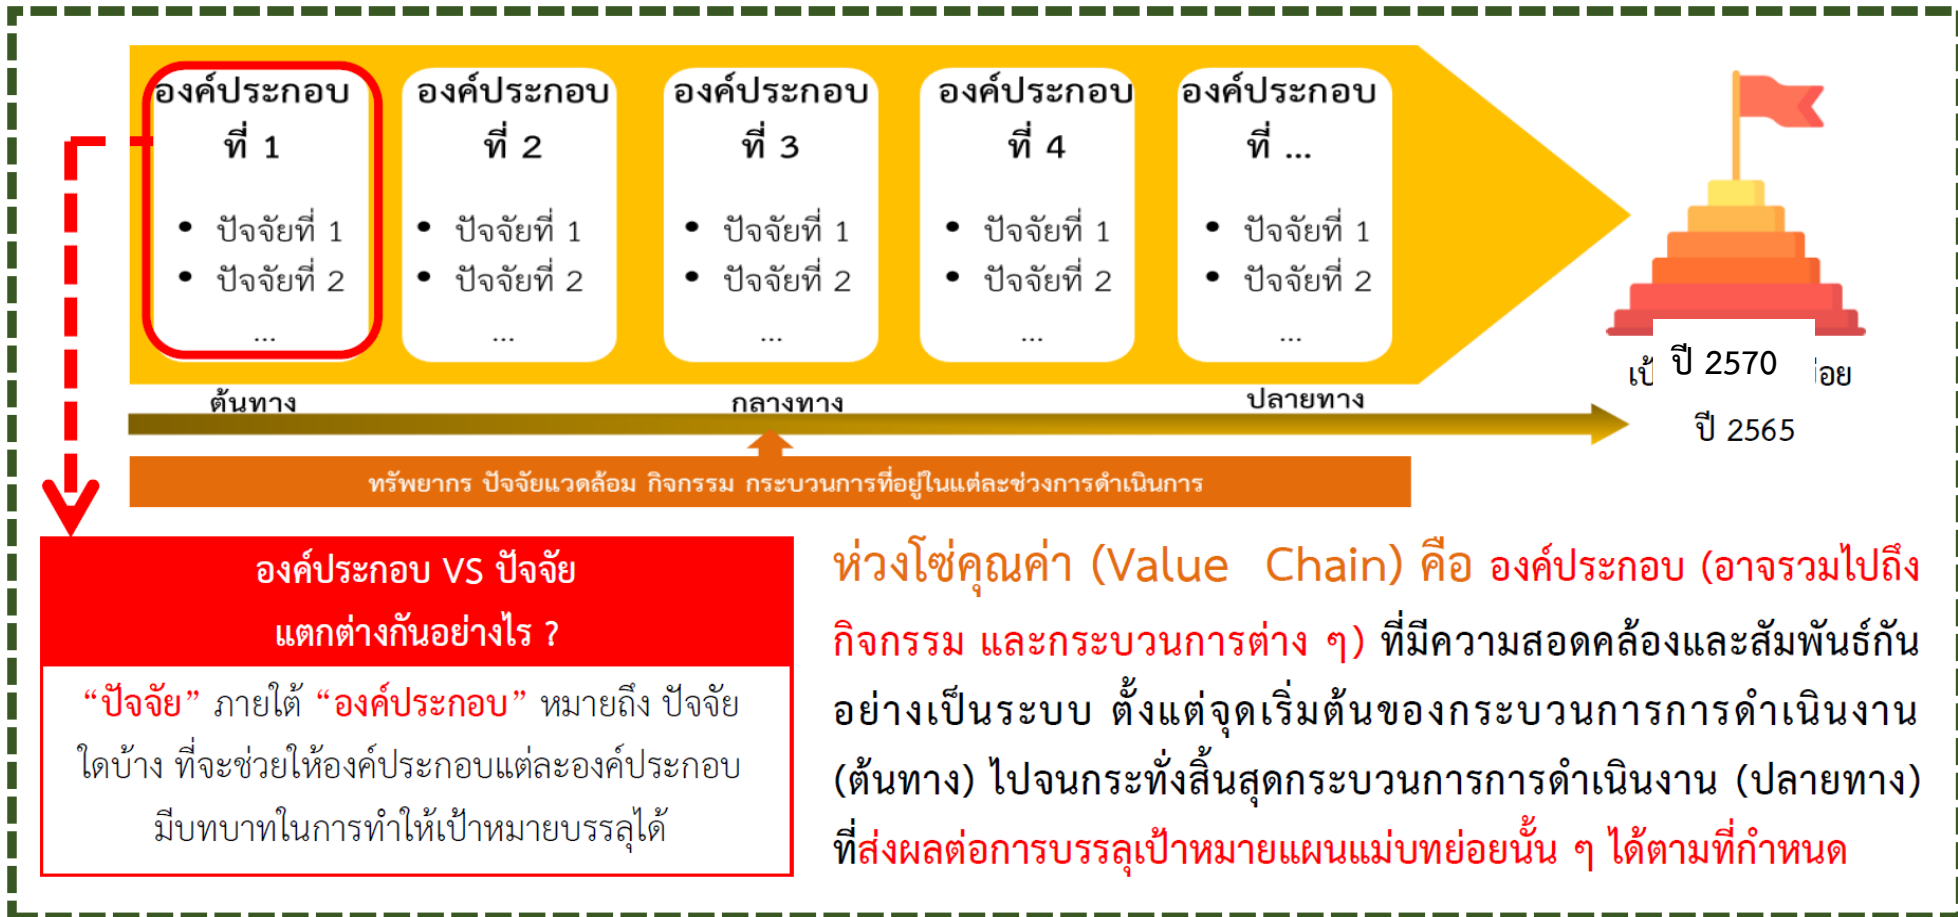 องค์ประกอบ
ที่ 1
• ปัจจัยที่ 1
• ปัจจัยที่ 2
...
องค์ประกอบ
ที่ 2
• ปัจจัยที่ 1
• ปัจจัยที่ 2
...
องค์ประกอบ
ที่ 3
• ปัจจัยที่ 1
• ปัจจัยที่ 2
...
องค์ประกอบ
ที่ 4
• ปัจจัยที่ 1
• ปัจจัยที่ 2
...
องค์ประกอบ
ที่ ...
• ปัจจัยที่ 1
• ปัจจัยที่ 2
...
ปี 2570
ปี 2565
ต้นทาง
กลางทาง
ปลายทาง
ทรัพยากร ปัจจัยแวดล้อม กิจกรรม กระบวนการที่อยู่ในแต่ละช่วงการดำเนินการ
องค์ประกอบ VS ปัจจัย
แตกต่างกันอย่างไร ?
“ปัจจัย” ภายใต้ “องค์ประกอบ” หมายถึง ปัจจัย
ใดบ้าง ที่จะช่วยให้องค์ประกอบแต่ละองค์ประกอบ
มีบทบาทในการทำให้เป้าหมายบรรลุได้
ห่วงโซ่คุณค่า (Value Chain) คือ องค์ประกอบ (อาจรวมไปถึง
กิจกรรม และกระบวนการต่าง ๆ) ที่มีความสอดคล้องและสัมพันธ์กัน
อย่างเป็นระบบ ตั้งแต่จุดเริ่มต้นของกระบวนการการดำเนินงาน
(ต้นทาง) ไปจนกระทั่งสิ้นสุดกระบวนการการดำเนินงาน (ปลายทาง)
ที่ส่งผลต่อการบรรลุเป้าหมายแผนแม่บทย่อยนั้น ๆ ได้ตามที่กำหนด